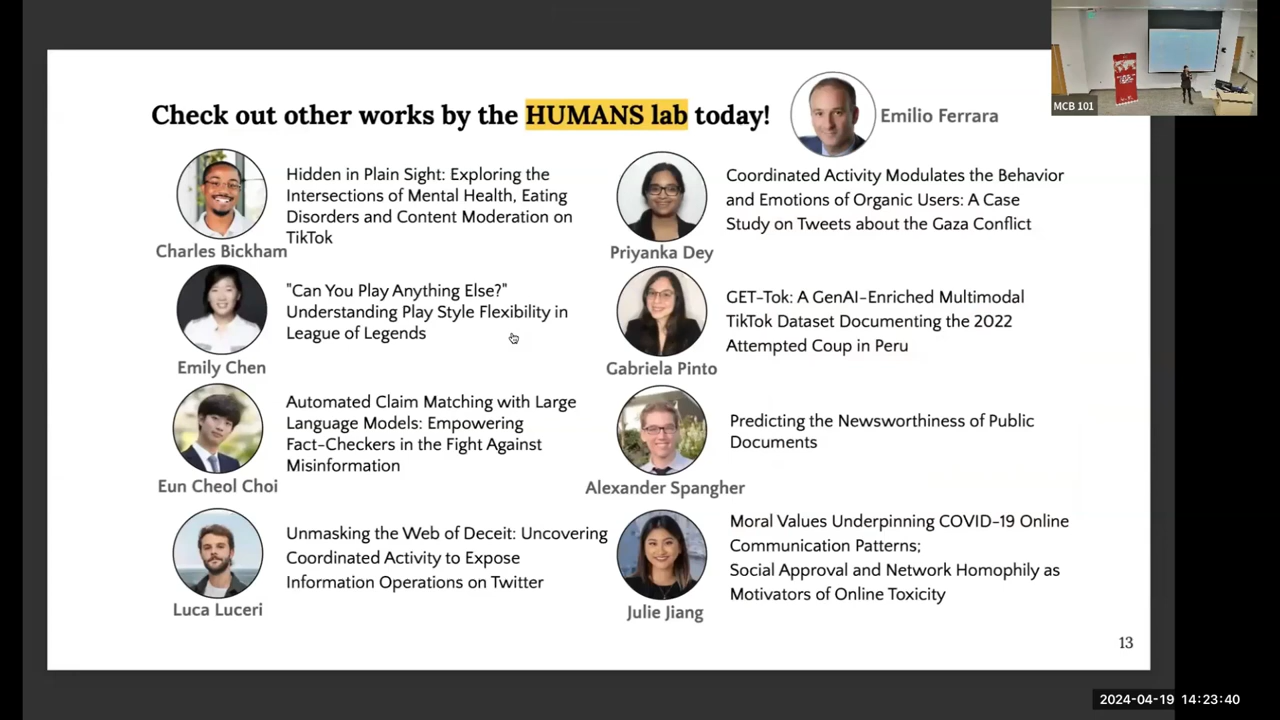 Check out other works by the HUMANS lab today!
Emilio Ferrara
MCB 101
Hidden in Plain Sight: Exploring the
Intersections of Mental Health, Eating
Disorders and Content Moderation on
TikTok
Charles Bickham
Coordinated Activity Modulates the Behavior
and Emotions of Organic Users: A Case
Study on Tweets about the Gaza Conflict
Priyanka Dey
"Can You Play Anything Else?"
Understanding Play Style Flexibility in
League of Legends
Emily Chen
GET-Tok: A GenAI-Enriched Multimodal
TikTok Dataset Documenting the 2022
Attempted Coup in Peru
Gabriela Pinto
Automated Claim Matching with Large
Language Models: Empowering
Fact-Checkers in the Fight Against
Misinformation
Eun Cheol Choi
Predicting the Newsworthiness of Public
Documents
Alexander Spangher
Unmasking the Web of Deceit: Uncovering
Coordinated Activity to Expose
Information Operations on Twitter
Luca Luceri
Moral Values Underpinning COVID-19 Online
Communication Patterns;
Social Approval and Network Homophily as
Motivators of Online Toxicity
Julie Jiang
13
2024-04-19 14:23:40